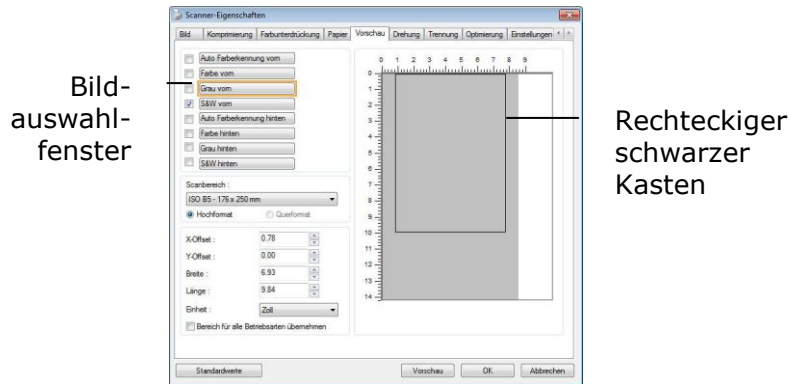 Scanner-Eigenschaften
Bild Komprimierung Farbunterdrückung Papier Vorschau Drehung Trennung Optimierung Einstellungen
Auto Farberkennung vorn
Farbe vorn
Grau vorn
S&W vorn
Auto Farberkennung hinten
Farbe hinten
Grau hinten
S&W hinten
Scanbereich :
ISO B5 - 176 x 250 mm
Hochformat Querformat
X-Offset : 0.78
Y-Offset : 0.00
Breite : 6.93
Länge : 9.84
Einheit : Zoll
Bereich für alle Betriebsarten übernehmen
0 1 2 3 4 5 6 7 8 9
0
1
2
3
4
5
6
7
8
9
10
11
12
13
14
Standardwerte Vorschau OK Abbrechen
Bild-
auswahl-
fenster
Rechteckiger
schwarzer
Kasten